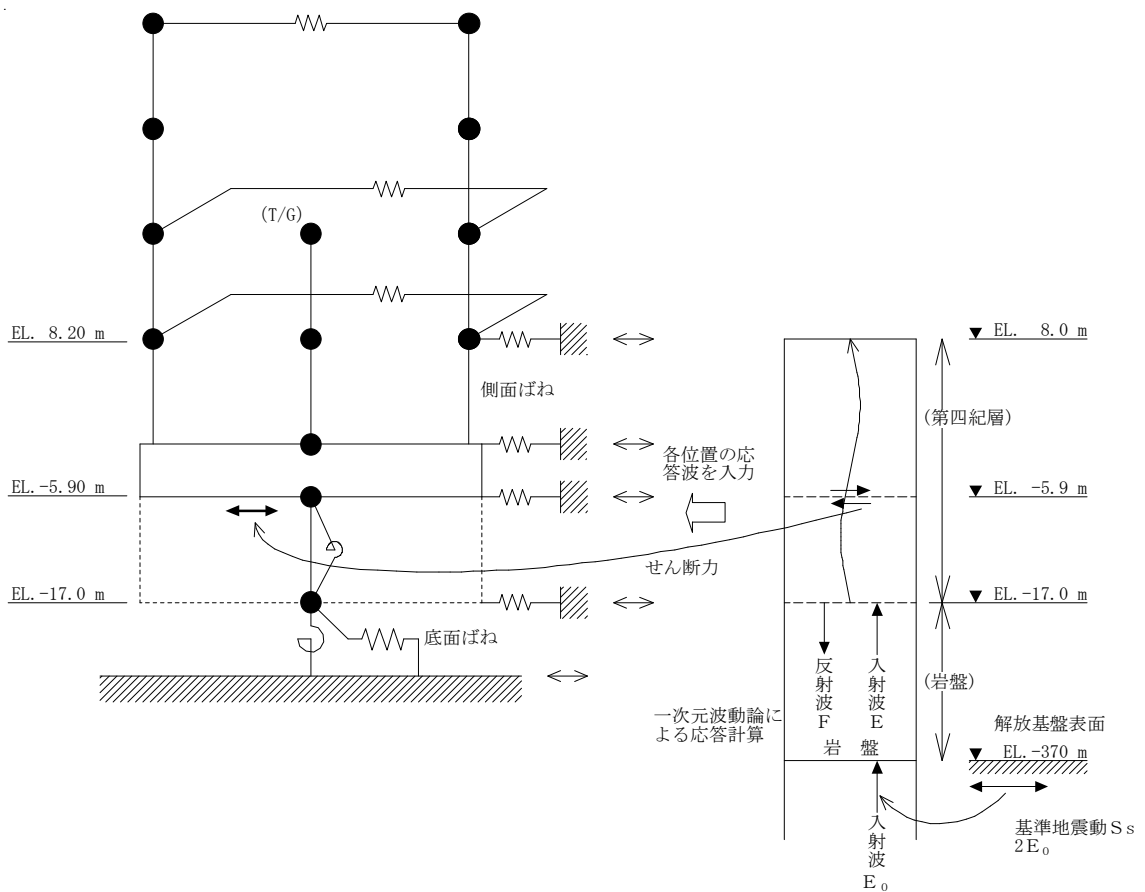 (T/G)
EL. 8.20 m
側面ばね
EL.-5.90 m
EL.-17.0 m
底面ばね
各位置の応
答波を入力
せん断力
EL. 8.0 m
(第四紀層)
EL. -5.9 m
EL.-17.0 m
反射波F
入射波E
(岩盤)
一次元波動論に
よる応答計算
岩 盤
解放基盤表面
EL.-370 m
入射波E₀
基準地震動Ss
2E₀